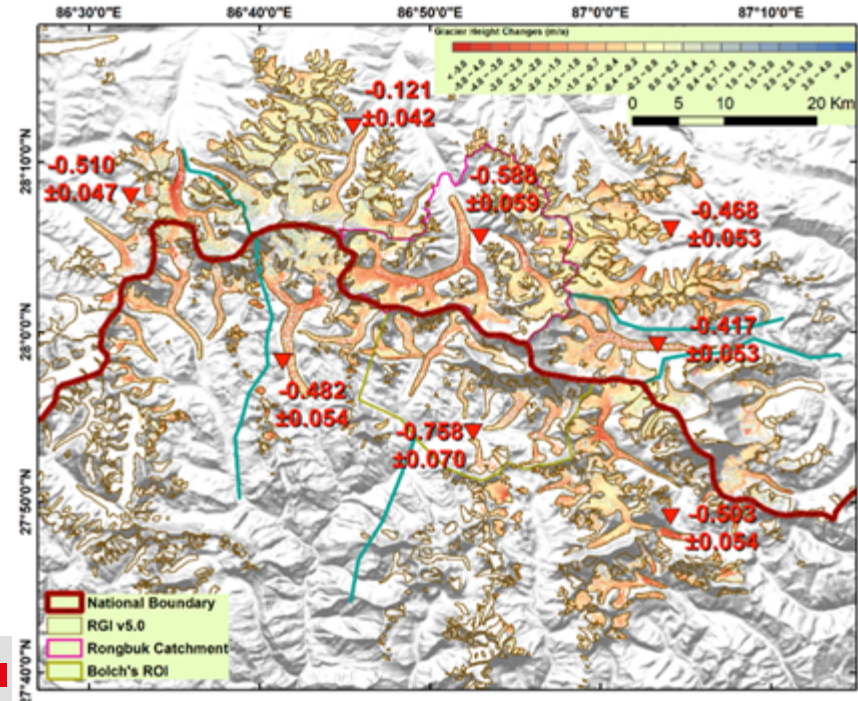 86°30'0"E 86°40'0"E 86°50'0"E 87°0'0"E 87°10'0"E
Glacier Height Changes (m/a)
0 5 10 20 Km
28°10'0"N
28°0'0"N
27°50'0"N
27°40'0"N
-0.121
±0.042
-0.510
±0.047
-0.588
±0.059
-0.468
±0.053
-0.417
±0.053
-0.482
±0.054
-0.758
±0.070
-0.503
±0.054
National Boundary
RGI v5.0
Rongbuk Catchment
Bolch's ROI